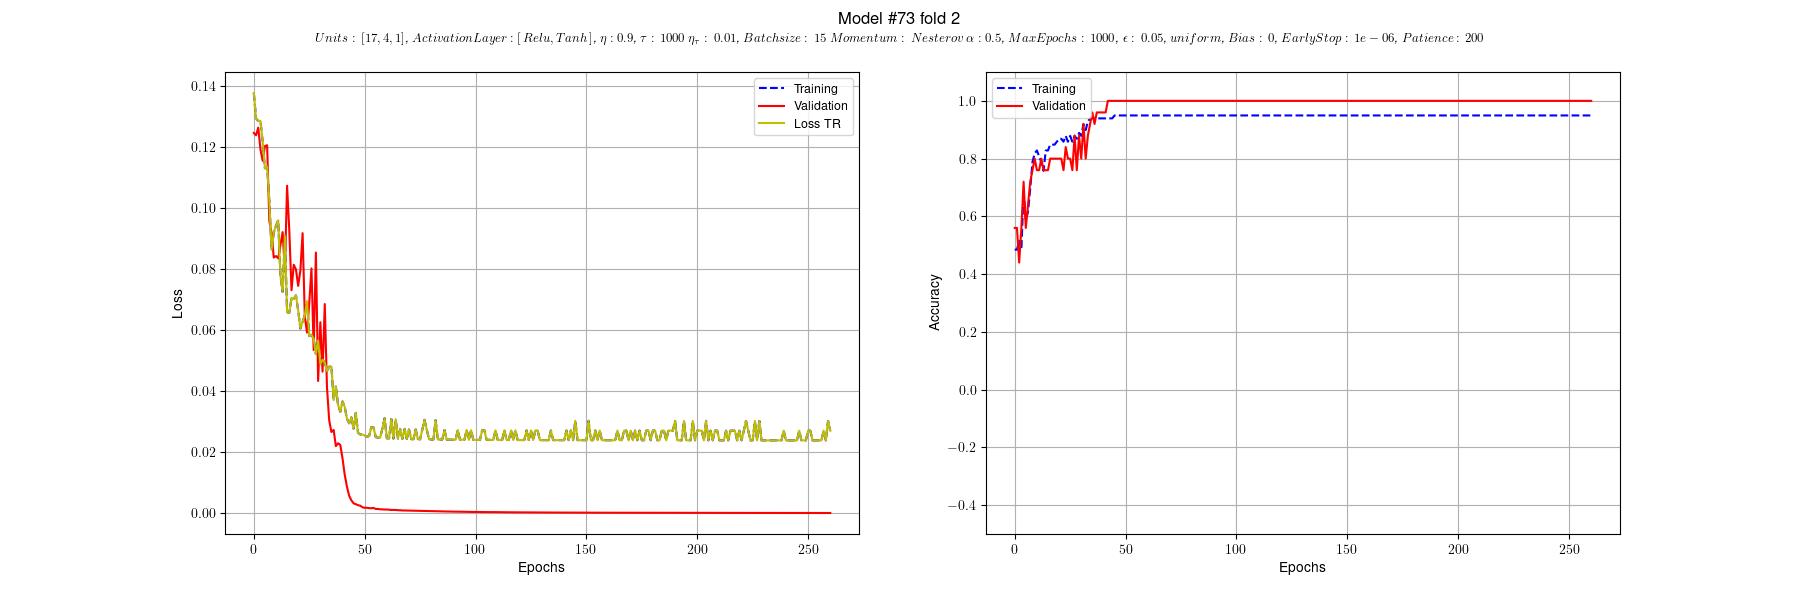 Model #73 fold 2
Units : [17, 4, 1], ActivationLayer : [ Relu, Tanh ], η : 0.9, τ : 1000 ητ : 0.01, Batchsize : 15 Momentum : Nesterov α : 0.5, MaxEpochs : 1000, ϵ : 0.05, uniform, Bias : 0, EarlyStop : 1e − 06, Patience : 200
Training
Validation
Loss TR
0.14
0.12
0.10
0.08
0.06
0.04
0.02
0.00
Loss
0
50
100
150
200
250
Epochs
Training
Validation
1.0
0.8
0.6
0.4
0.2
0.0
−0.2
−0.4
Accuracy
0
50
100
150
200
250
Epochs